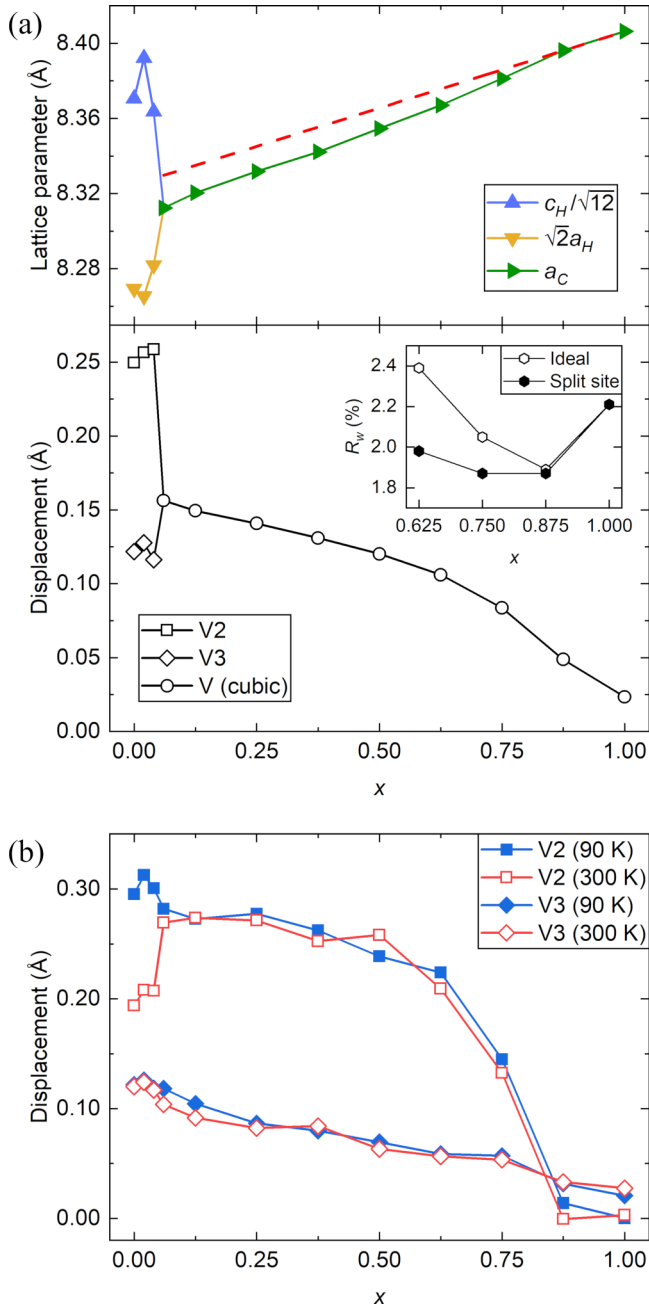 (a)
8.40
8.36
8.32
8.28
Lattice parameter (Å)
c_H/√12
√2a_H
a_C
0.25
0.20
0.15
0.10
0.05
0.00
Displacement (Å)
2.4
2.2
2.0
1.8
R_w (%)
Ideal
Split site
0.625 0.750 0.875 1.000
x
V2
V3
V (cubic)
0.00 0.25 0.50 0.75 1.00
x
(b)
0.30
0.20
0.10
0.00
Displacement (Å)
V2 (90 K)
V2 (300 K)
V3 (90 K)
V3 (300 K)
0.00 0.25 0.50 0.75 1.00
x